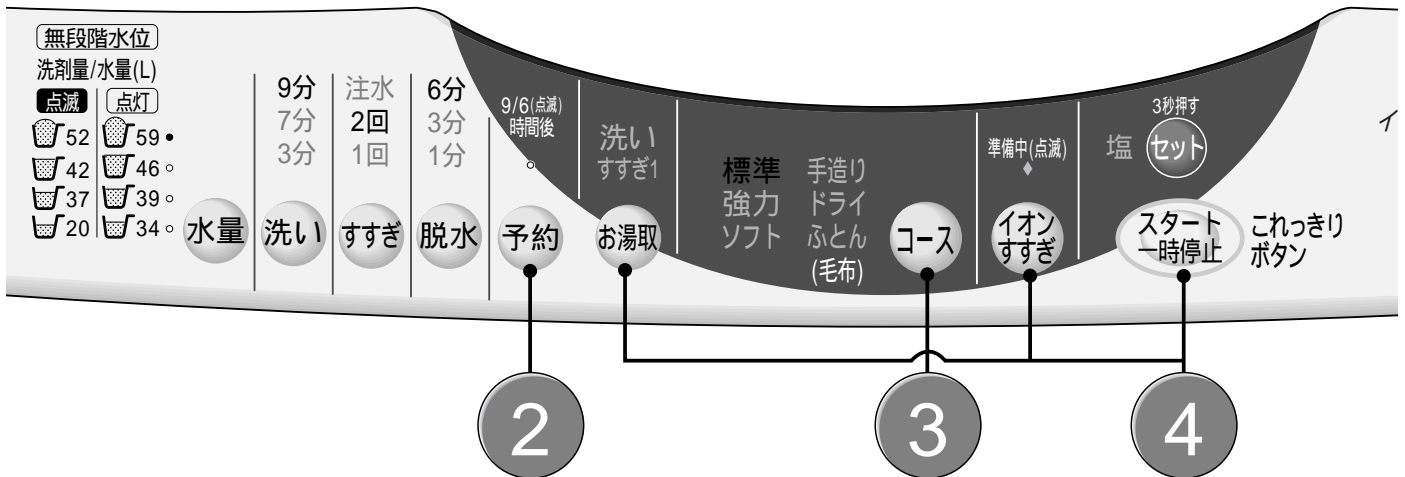 無段階水位
洗剤量/水量(L)
点滅 点灯
52 59
42 46
37 39
20 34
水量
9分
7分
3分
洗い
注水
2回
1回
すすぎ
6分
3分
1分
脱水
9/6(点滅)
時間後
予約
洗い
すすぎ1
お湯取
標準 手造り
強力 ドライ
ソフト ふとん
(毛布)
コース
準備中(点滅)
イオン
すすぎ
3秒押す
塩 セット
スタート
一時停止
これっきり
ボタン
イ
2
3
4